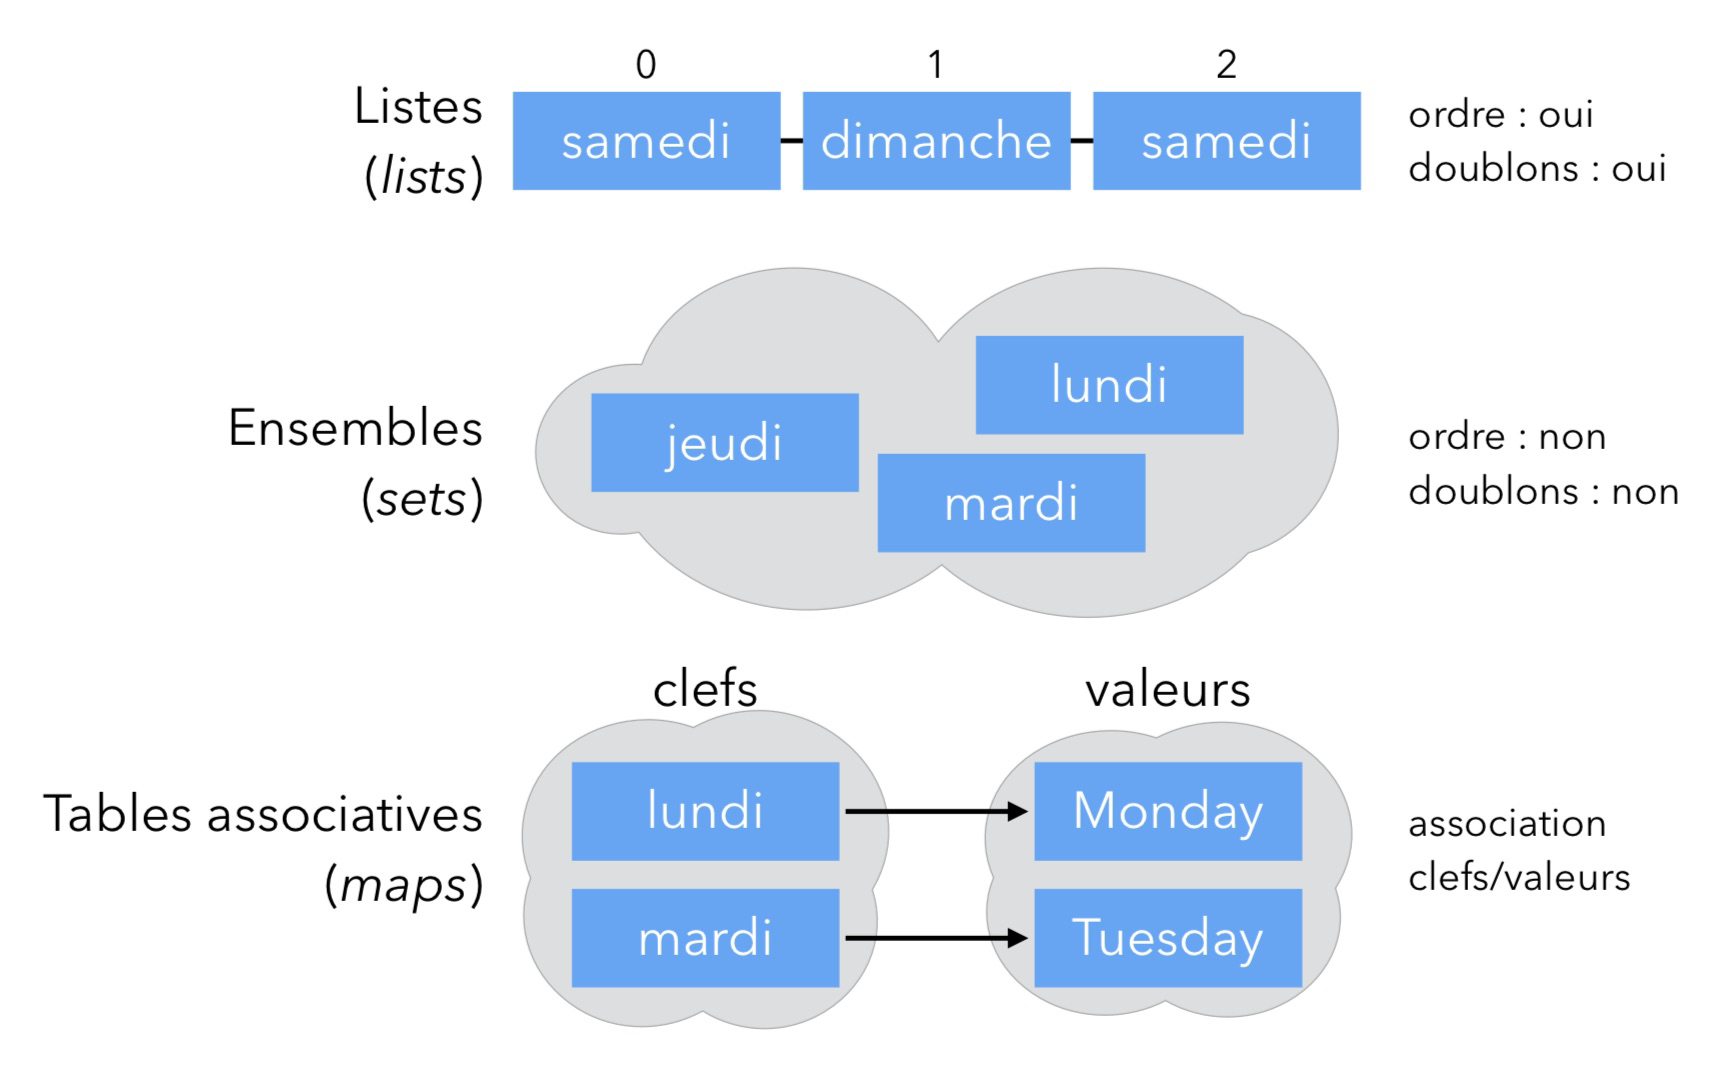 0 1 2
Listes
(lists)
samedi dimanche samedi
ordre : oui
doublons : oui
Ensembles
(sets)
jeudi
lundi
mardi
ordre : non
doublons : non
clefs valeurs
Tables associatives
(maps)
lundi Monday
mardi Tuesday
association
clefs/valeurs